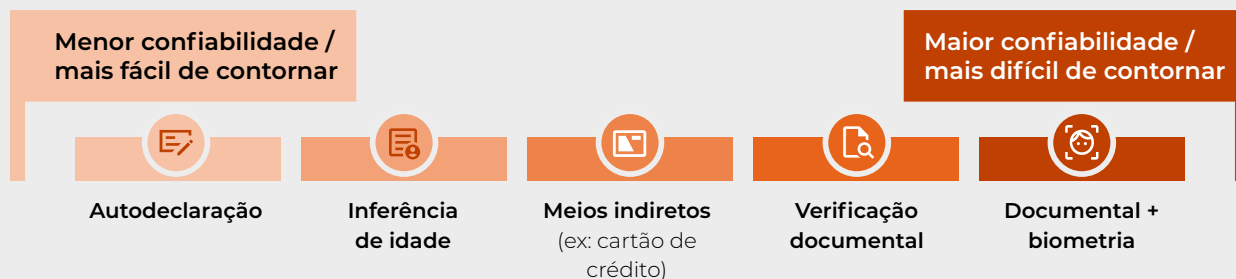 Menor confiabilidade /
mais fácil de contornar
Maior confiabilidade /
mais difícil de contornar
Autodeclaração
Inferência
de idade
Meios indiretos
(ex: cartão de
crédito)
Verificação
documental
Documental +
biometria